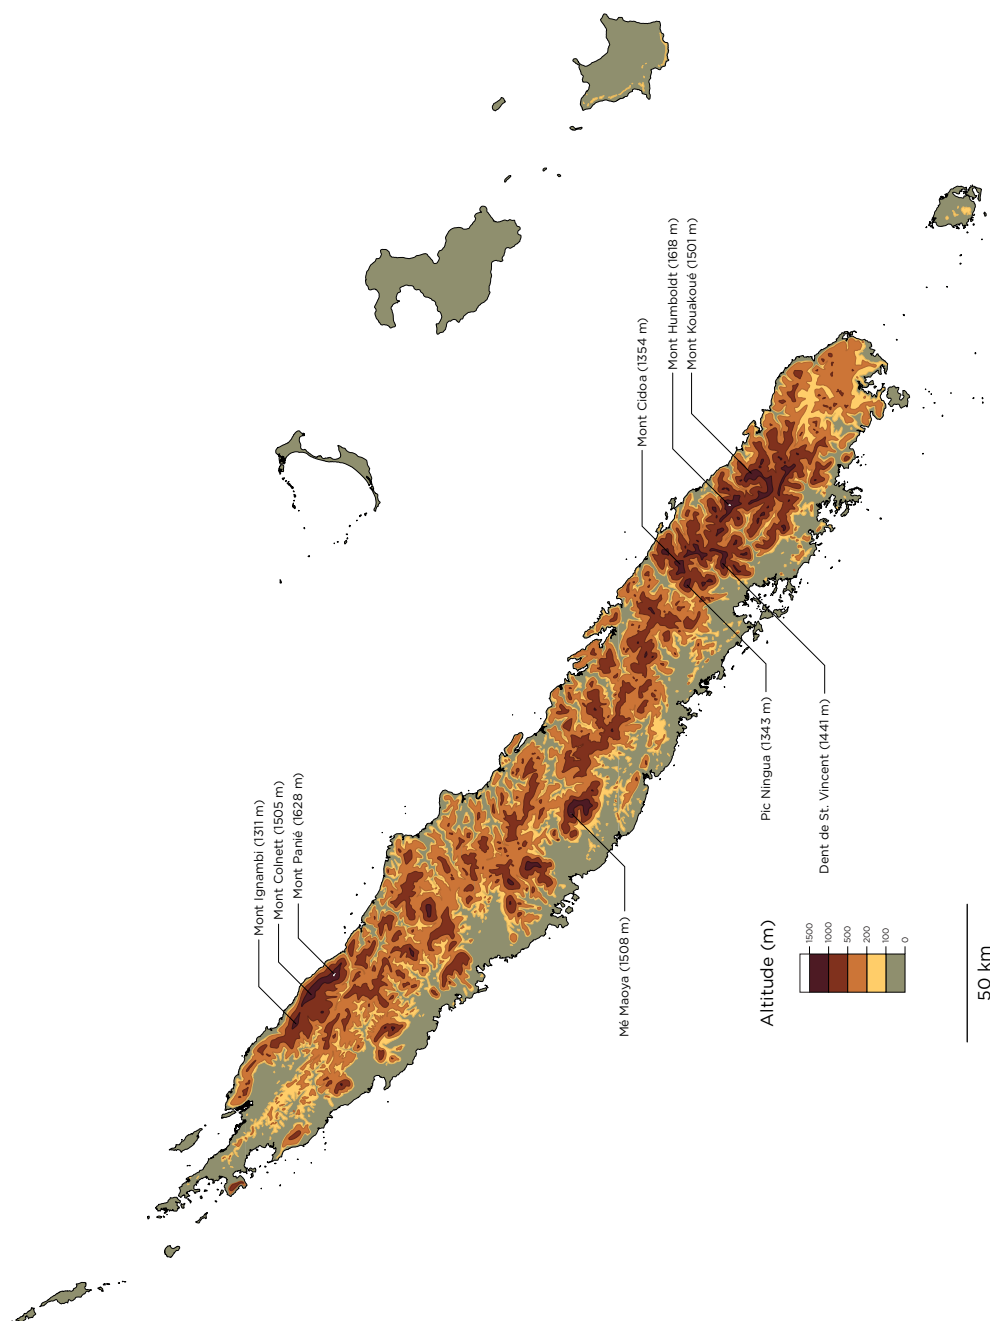 Mont Ignambi (1311 m)
Mont Colnett (1505 m)
Mont Panié (1628 m)
Mé Maoya (1508 m)
Mont Cidoa (1354 m)
Mont Humboldt (1618 m)
Mont Kouakoué (1501 m)
Pic Ningua (1343 m)
Dent de St. Vincent (1441 m)
Altitude (m)
1500
1000
500
200
100
0
50 km